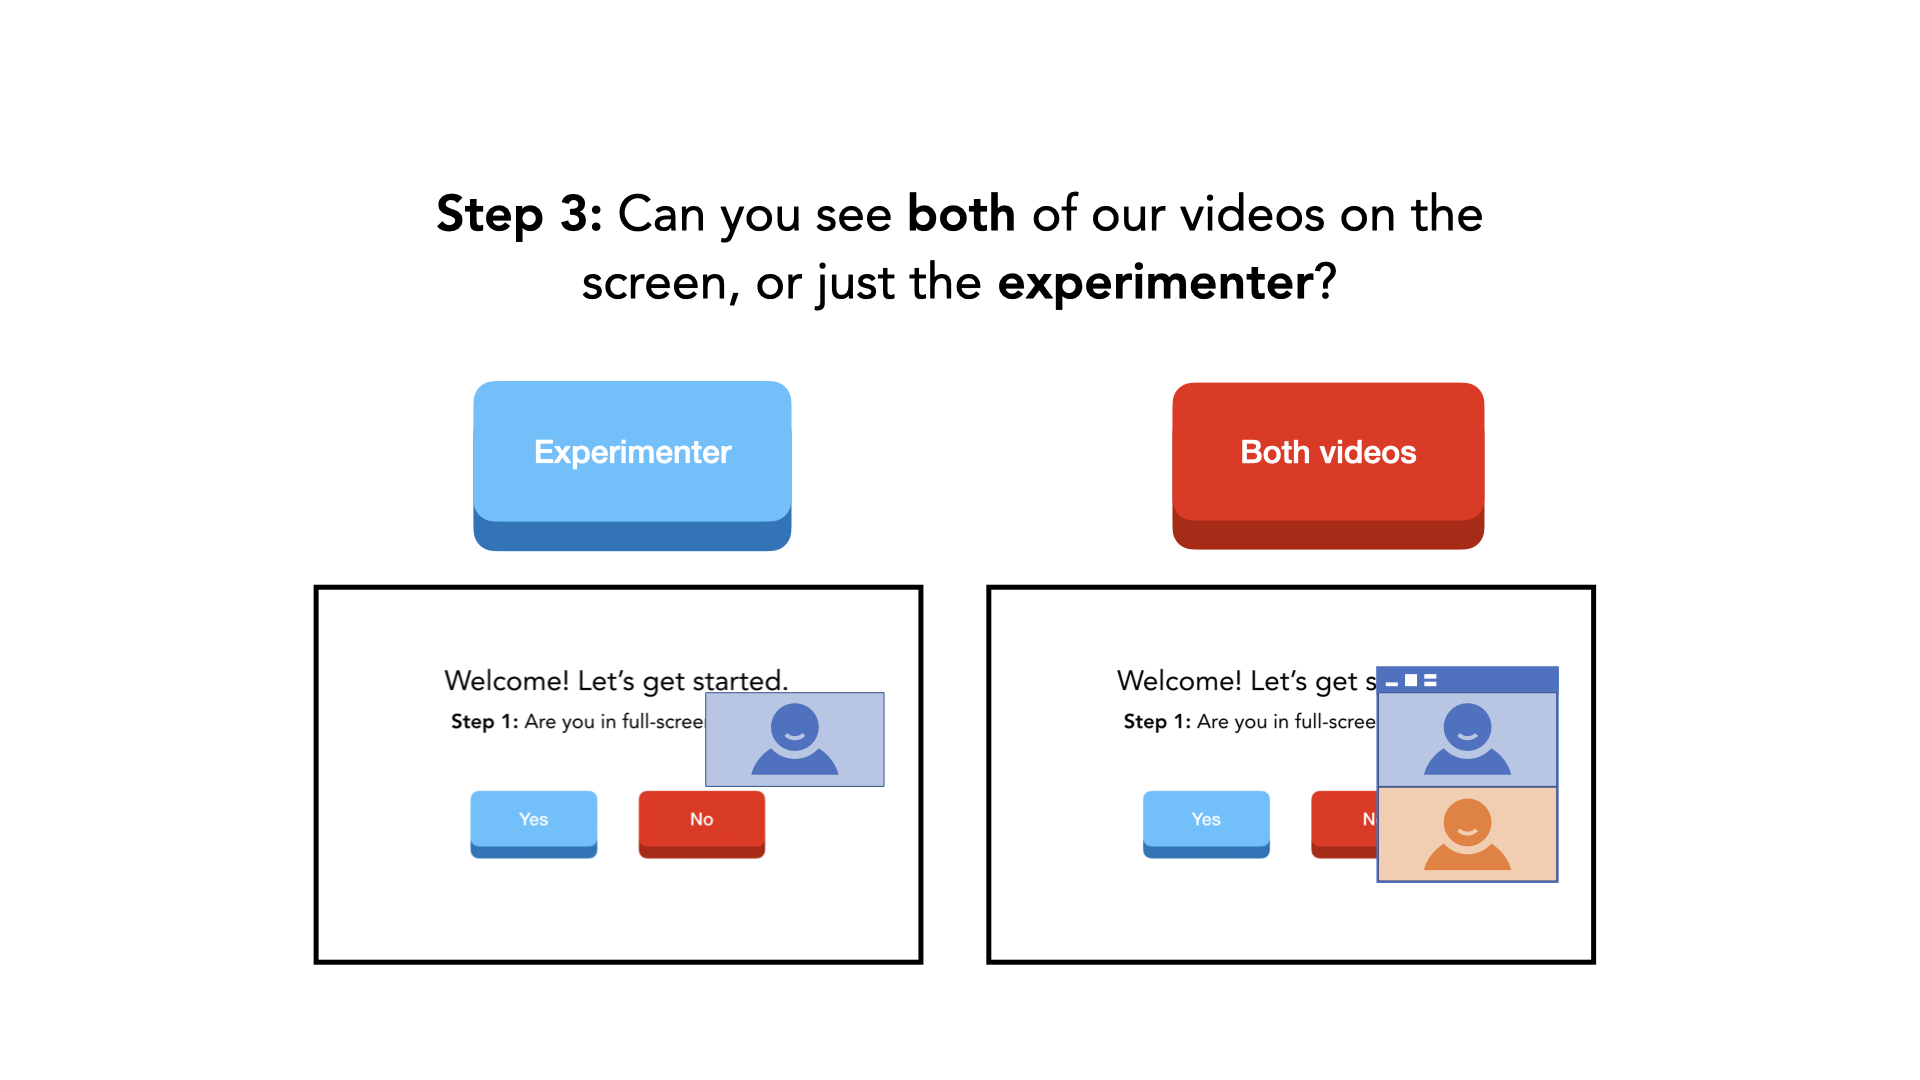 Step 3: Can you see both of our videos on the
screen, or just the experimenter?
Experimenter
Both videos
Welcome! Let’s get started.
Step 1: Are you in full-scree
Yes
No
Welcome! Let’s get s
Step 1: Are you in full-scree
Yes
N